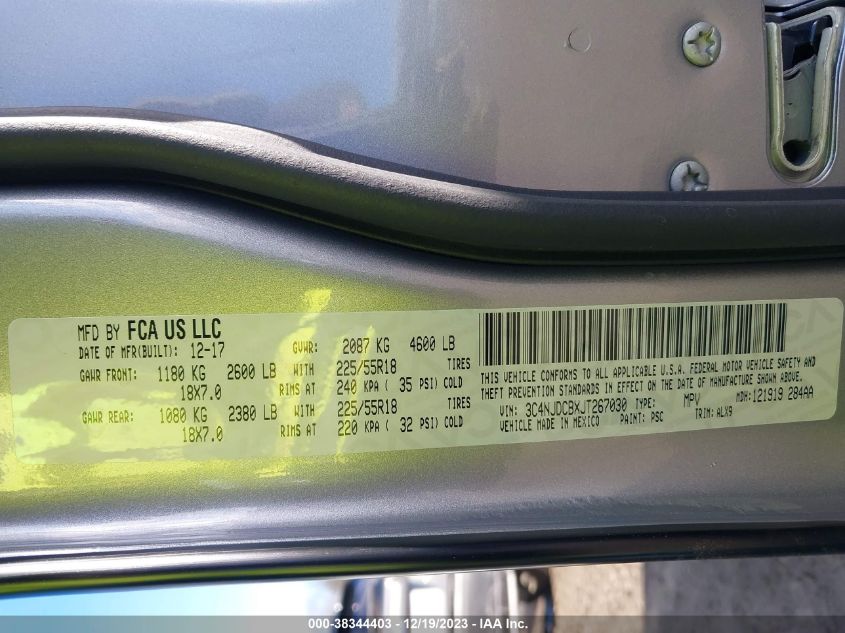 MFD BY FCA US LLC
DATE OF MFR(BUILT): 12-17 GVWR: 2087 KG 4600 LB
GAWR FRONT: 1180 KG 2600 LB WITH 225/55R18 TIRES
18X7.0 RIMS AT 240 KPA ( 35 PSI) COLD
GAWR REAR: 1080 KG 2380 LB WITH 225/55R18 TIRES
18X7.0 RIMS AT 220 KPA ( 32 PSI) COLD
THIS VEHICLE CONFORMS TO ALL APPLICABLE U.S.A. FEDERAL MOTOR VEHICLE SAFETY AND
THEFT PREVENTION STANDARDS IN EFFECT ON THE DATE OF MANUFACTURE SHOWN ABOVE.
VIN: 3C4NJDCBXJT267030 TYPE: MPV MDH: 121919 284AA
VEHICLE MADE IN MEXICO PAINT: PSC TRIM: ALX9
000-38344403 - 12/19/2023 - IAA Inc.